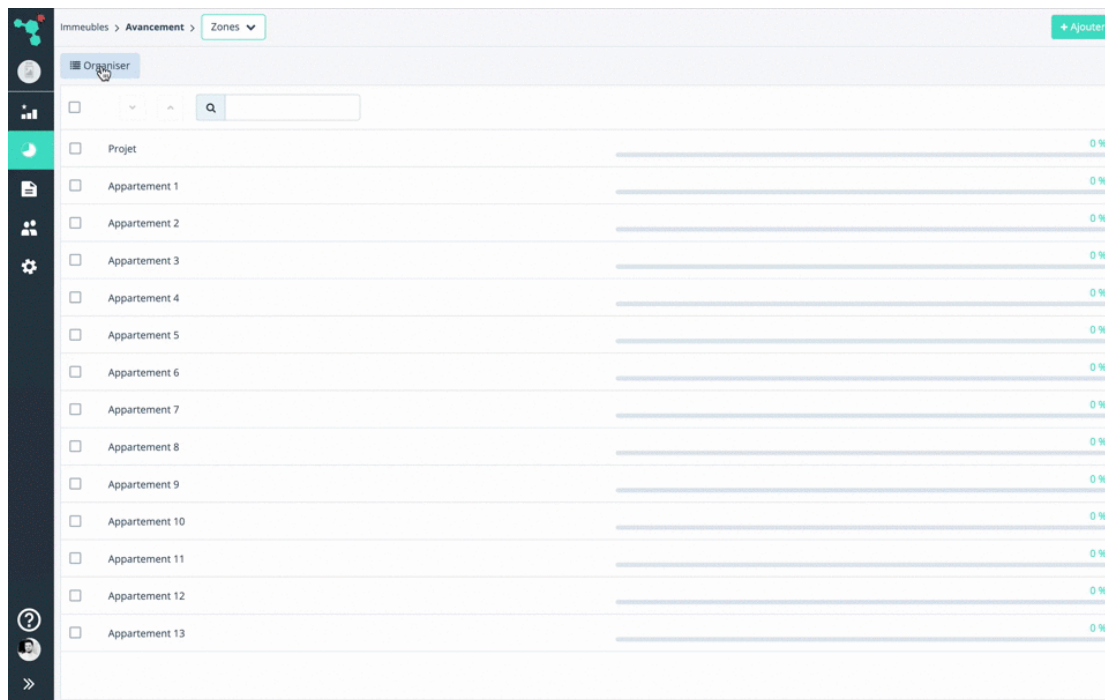 Immeubles > Avancement > Zones
+ Ajouter
Organiser
Projet 0 %
Appartement 1 0 %
Appartement 2 0 %
Appartement 3 0 %
Appartement 4 0 %
Appartement 5 0 %
Appartement 6 0 %
Appartement 7 0 %
Appartement 8 0 %
Appartement 9 0 %
Appartement 10 0 %
Appartement 11 0 %
Appartement 12 0 %
Appartement 13 0 %